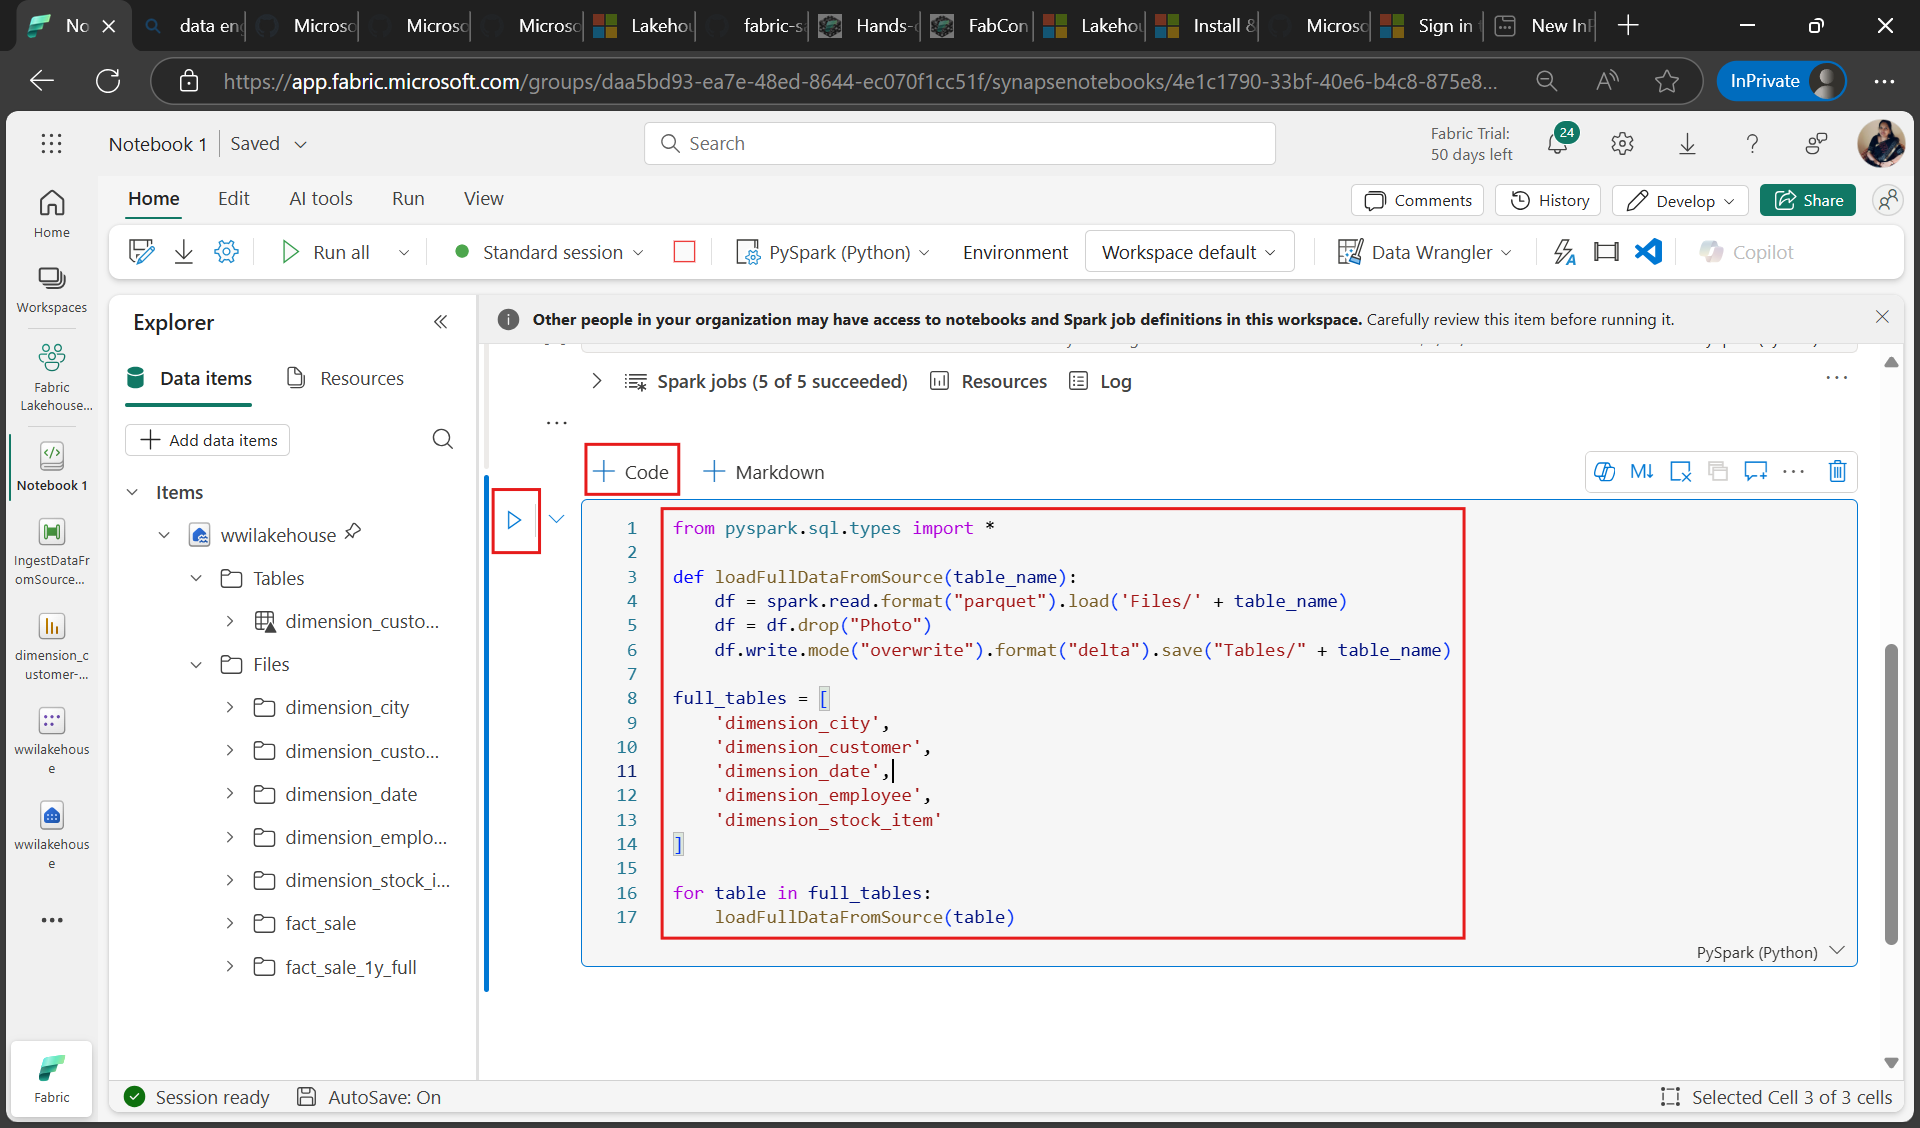 No
data en
Microso
Microso
Microso
Lakehou
fabric-sa
Hands-o
FabCon
Lakehou
Install &
Microso
Sign in
New InP
https://app.fabric.microsoft.com/groups/daa5bd93-ea7e-48ed-8644-ec070f1cc51f/synapsenotebooks/4e1c1790-33bf-40e6-b4c8-875e8...
InPrivate
Notebook 1
Saved
Search
Fabric Trial:
50 days left
24
Home
Edit
AI tools
Run
View
Comments
History
Develop
Share
Run all
Standard session
PySpark (Python)
Environment
Workspace default
Data Wrangler
Copilot
Home
Workspaces
Fabric
Lakehouse...
Notebook 1
IngestDataFr
omSource...
dimension_c
ustomer-...
wwilakehous
e
wwilakehous
e
Fabric
Explorer
Data items
Resources
Add data items
Items
wwilakehouse
Tables
dimension_custo...
Files
dimension_city
dimension_custo...
dimension_date
dimension_emplo...
dimension_stock_i...
fact_sale
fact_sale_1y_full
Other people in your organization may have access to notebooks and Spark job definitions in this workspace. Carefully review this item before running it.
Spark jobs (5 of 5 succeeded)
Resources
Log
Code
Markdown
M↓
1 from pyspark.sql.types import *
2
3 def loadFullDataFromSource(table_name):
4 df = spark.read.format("parquet").load('Files/' + table_name)
5 df = df.drop("Photo")
6 df.write.mode("overwrite").format("delta").save("Tables/" + table_name)
7
8 full_tables = [
9 'dimension_city',
10 'dimension_customer',
11 'dimension_date',
12 'dimension_employee',
13 'dimension_stock_item'
14 ]
15
16 for table in full_tables:
17 loadFullDataFromSource(table)
PySpark (Python)
Session ready
AutoSave: On
Selected Cell 3 of 3 cells